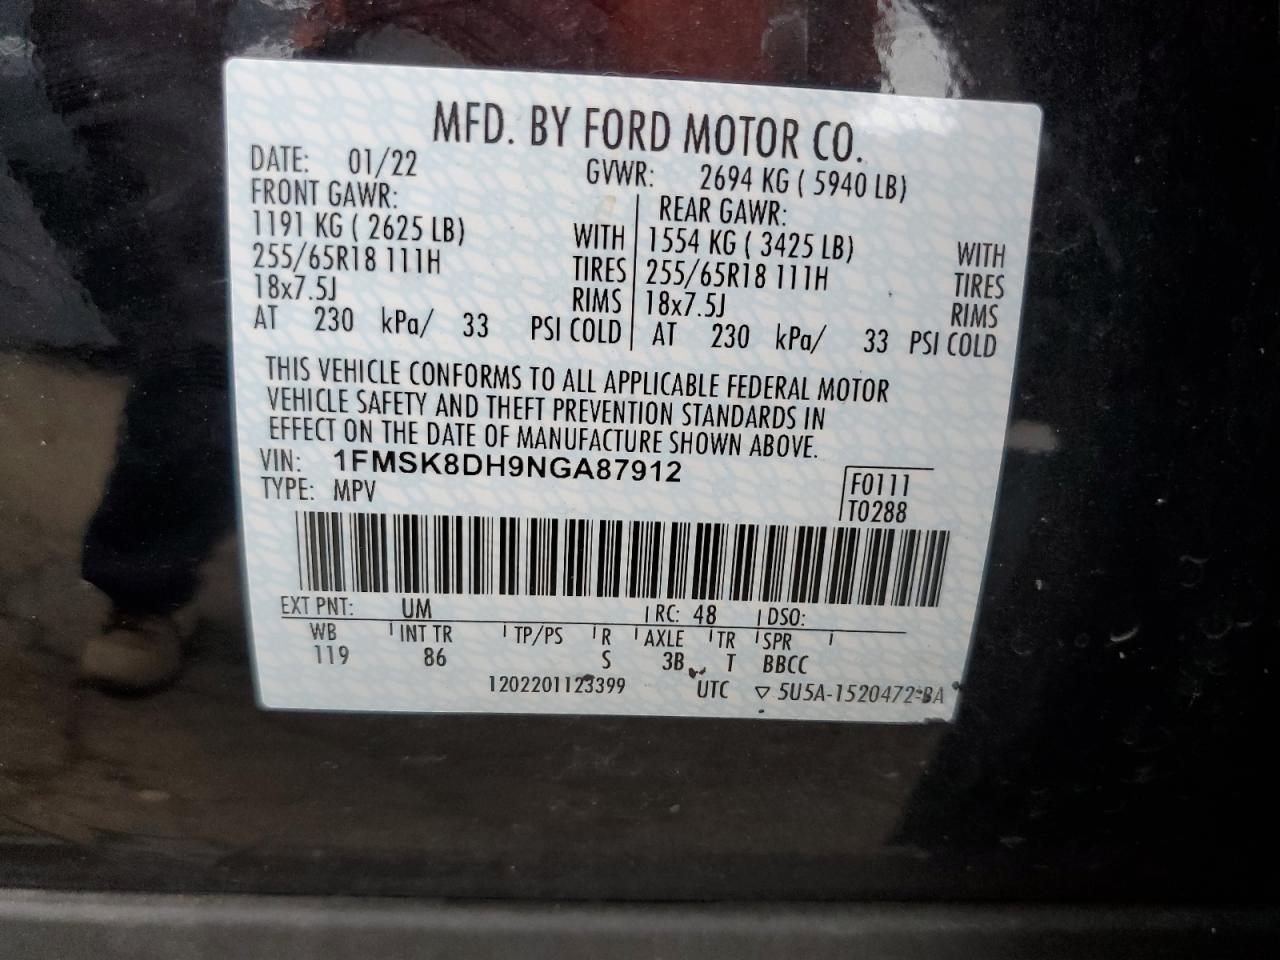 MFD. BY FORD MOTOR CO.
DATE: 01/22 GVWR: 2694 KG ( 5940 LB)
FRONT GAWR: REAR GAWR:
1191 KG ( 2625 LB) WITH 1554 KG ( 3425 LB) WITH
255/65R18 111H TIRES 255/65R18 111H TIRES
18x7.5J RIMS 18x7.5J RIMS
AT 230 kPa/ 33 PSI COLD AT 230 kPa/ 33 PSI COLD
THIS VEHICLE CONFORMS TO ALL APPLICABLE FEDERAL MOTOR
VEHICLE SAFETY AND THEFT PREVENTION STANDARDS IN
EFFECT ON THE DATE OF MANUFACTURE SHOWN ABOVE.
VIN: 1FMSK8DH9NGA87912
TYPE: MPV
F0111
T0288
EXT PNT: UM RC: 48 DSO:
WB INT TR TP/PS R AXLE TR SPR
119 86 S 3B T BBCC
1202201123399 UTC ▽ 5U5A-1520472-BA